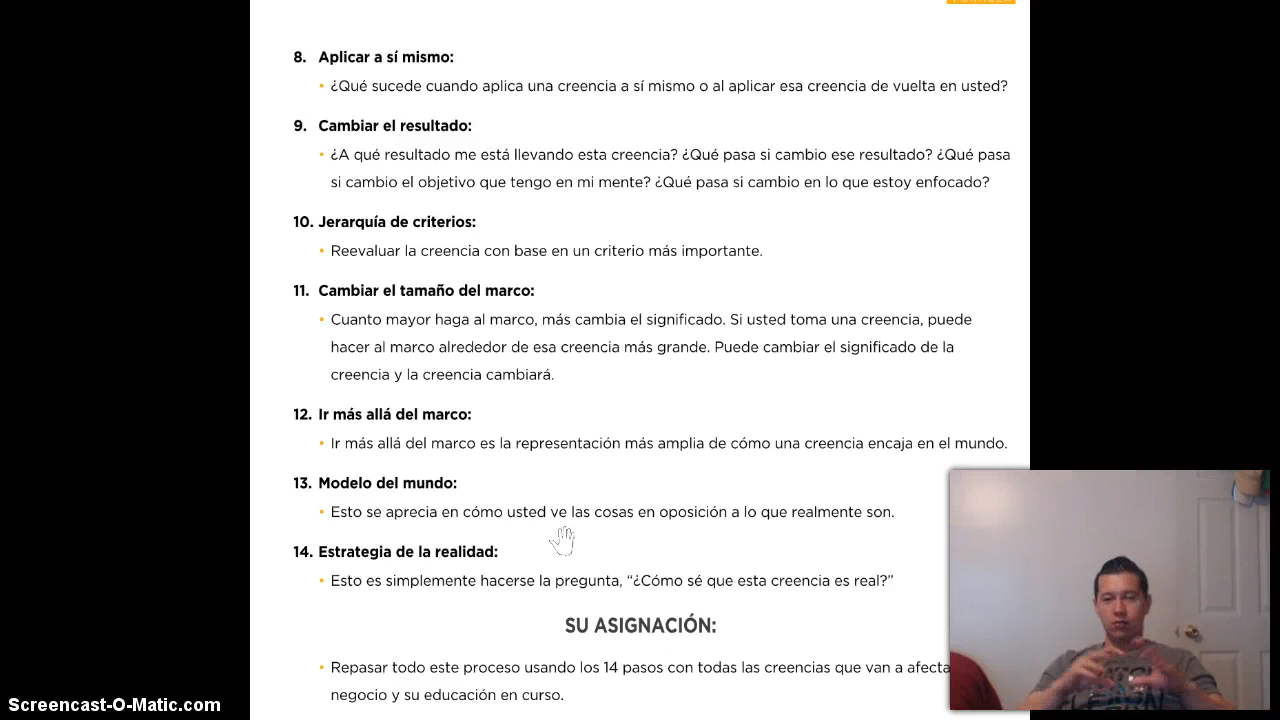 8. Aplicar a sí mismo:
• ¿Qué sucede cuando aplica una creencia a sí mismo o al aplicar esa creencia de vuelta en usted?
9. Cambiar el resultado:
• ¿A qué resultado me está llevando esta creencia? ¿Qué pasa si cambio ese resultado? ¿Qué pasa
si cambio el objetivo que tengo en mi mente? ¿Qué pasa si cambio en lo que estoy enfocado?
10. Jerarquía de criterios:
• Reevaluar la creencia con base en un criterio más importante.
11. Cambiar el tamaño del marco:
• Cuanto mayor haga al marco, más cambia el significado. Si usted toma una creencia, puede
hacer al marco alrededor de esa creencia más grande. Puede cambiar el significado de la
creencia y la creencia cambiará.
12. Ir más allá del marco:
• Ir más allá del marco es la representación más amplia de cómo una creencia encaja en el mundo.
13. Modelo del mundo:
• Esto se aprecia en cómo usted ve las cosas en oposición a lo que realmente son.
14. Estrategia de la realidad:
• Esto es simplemente hacerse la pregunta, “¿Cómo sé que esta creencia es real?”
SU ASIGNACIÓN:
• Repasar todo este proceso usando los 14 pasos con todas las creencias que van a afecta
negocio y su educación en curso.
Screencast-O-Matic.com